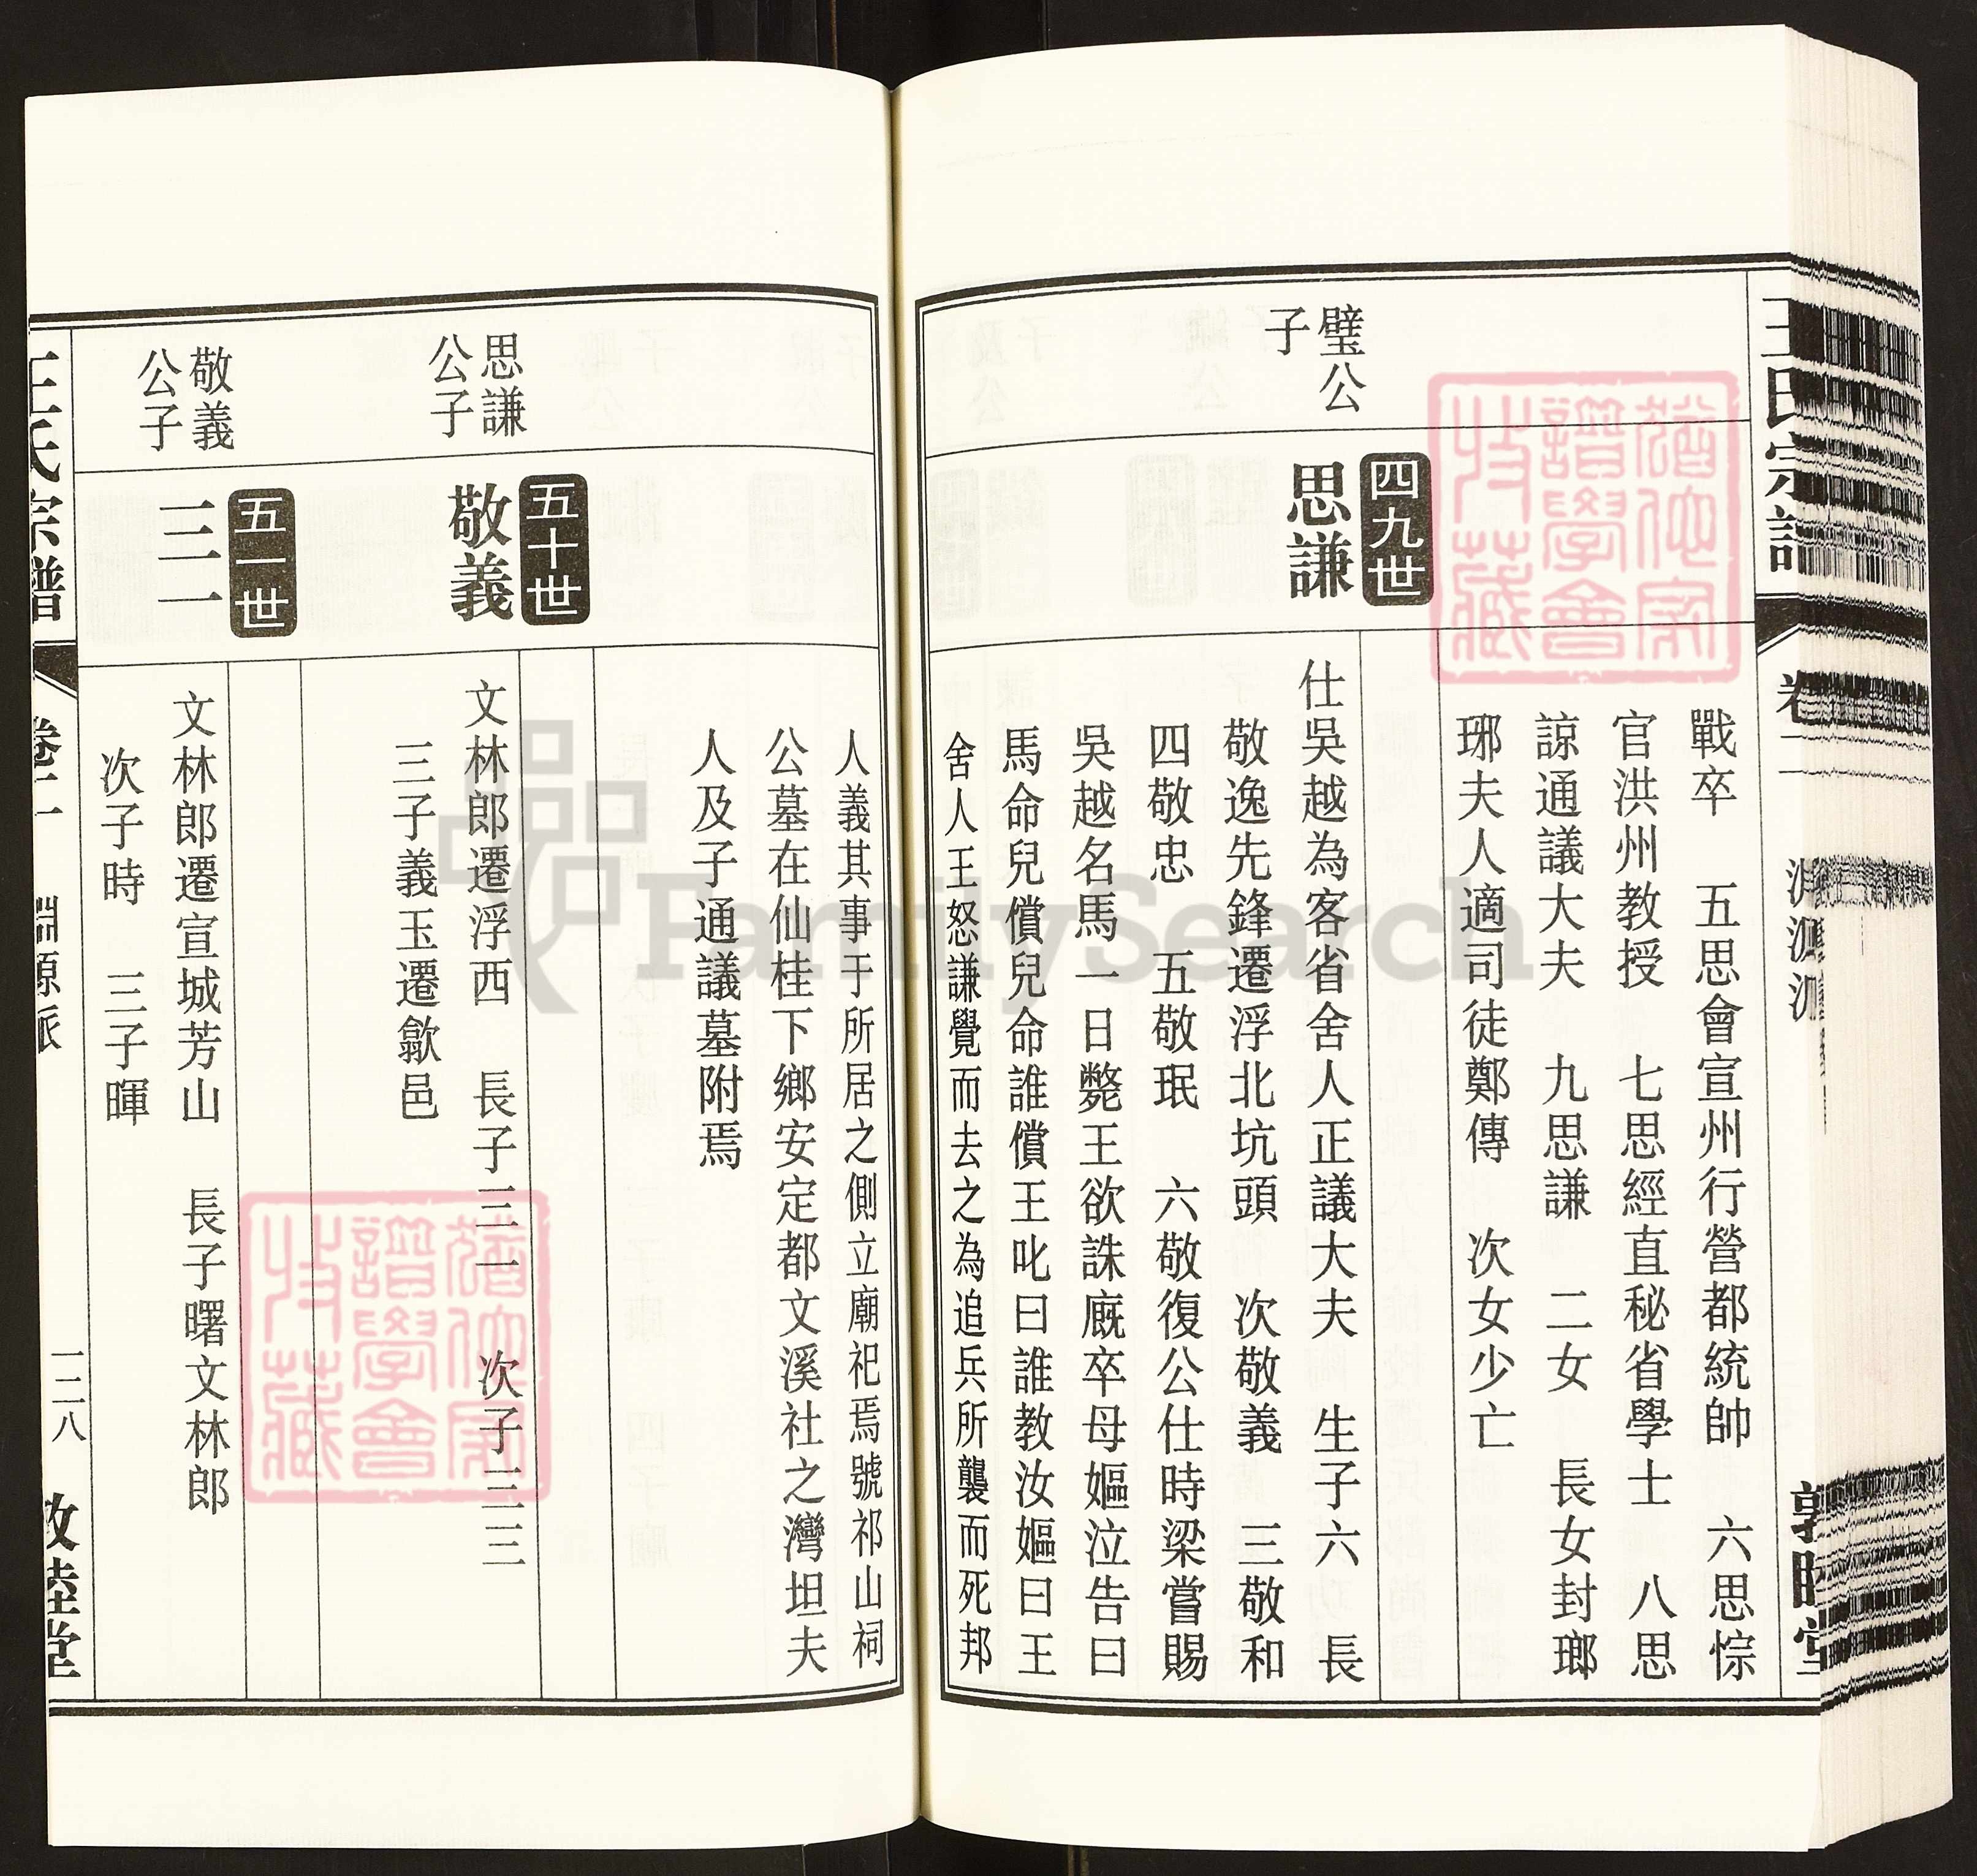 王氏宗譜
卷二
戰卒　五思會宣州行營都統帥　六思悰
官洪州教授　七思經直秘省學士　八思
諒通議大夫　九思謙　二女　長女封瑯
琊夫人適司徒鄭傳　次女少亡
四九世
璧公
子
思謙
仕吳越為客省舍人正議大夫　生子六　長
敬逸先鋒遷浮北坑頭　次敬義　三敬和
四敬忠　五敬珉　六敬復公仕時梁嘗賜
吳越名馬一日斃王欲誅廐卒母嫗泣告曰
馬命兒償兒命誰償王叱曰誰教汝嫗曰王
舍人王怒謙覺而去之為追兵所襲而死邦
人義其事于所居之側立廟祀焉號祁山祠
公墓在仙桂下鄉安定都文溪社之灣坦夫
人及子通議墓附焉
五十世
思謙
公子
敬義
文林郎遷浮西　長子三一　次子三三
三子義玉遷歙邑
五一世
敬義
公子
三一
文林郎遷宣城芳山　長子曙文林郎
次子時　三子暉
王氏宗譜
卷二
淵源派
一二八
敦睦堂
FamilySearch
猶他家
譜學會
收藏
猶他家
譜學會
收藏